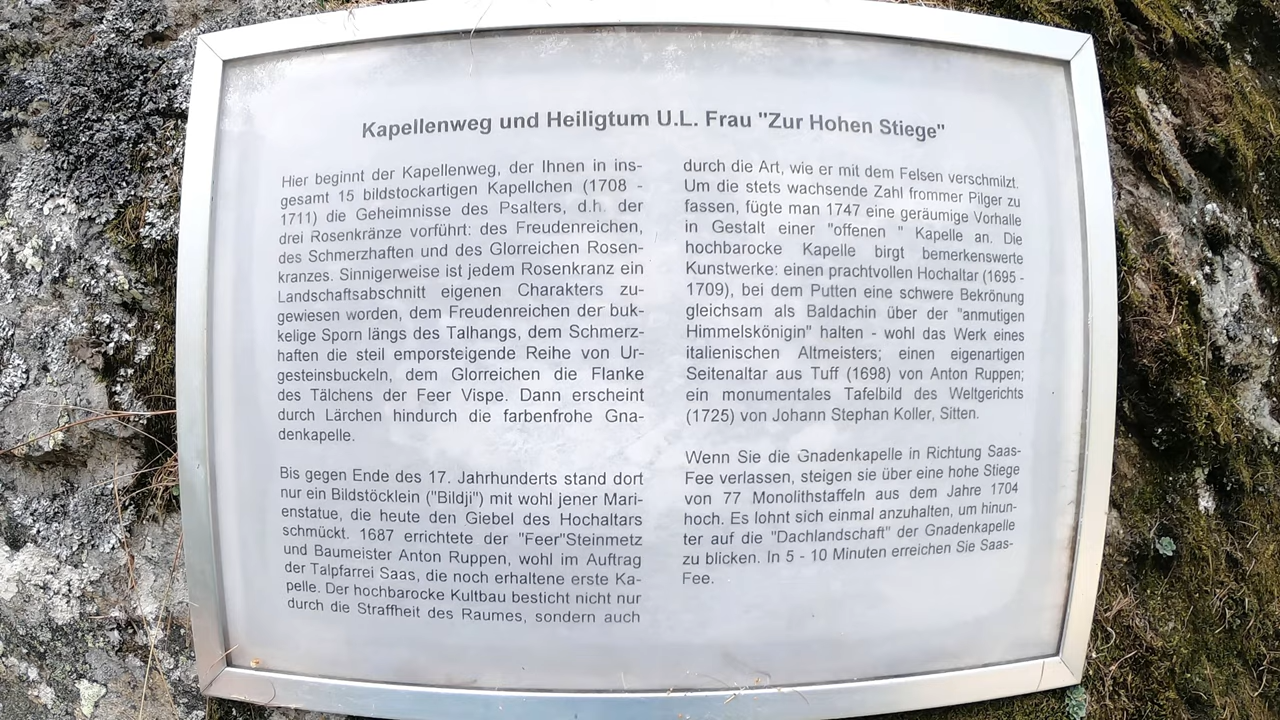 Kapellenweg und Heiligtum U.L. Frau "Zur Hohen Stiege"
Hier beginnt der Kapellenweg, der Ihnen in ins-
gesamt 15 bildstockartigen Kapellchen (1708 -
1711) die Geheimnisse des Psalters, d.h. der
drei Rosenkränze vorführt: des Freudenreichen,
des Schmerzhaften und des Glorreichen Rosen-
kranzes. Sinnigerweise ist jedem Rosenkranz ein
Landschaftsabschnitt eigenen Charakters zu-
gewiesen worden, dem Freudenreichen der buk-
kelige Sporn längs des Talhangs, dem Schmerz-
haften die steil emporsteigende Reihe von Ur-
gesteinsbuckeln, dem Glorreichen die Flanke
des Tälchens der Feer Vispe. Dann erscheint
durch Lärchen hindurch die farbenfrohe Gna-
denkapelle.
Bis gegen Ende des 17. Jahrhunderts stand dort
nur ein Bildstöcklein ("Bildji") mit wohl jener Mari-
enstatue, die heute den Giebel des Hochaltars
schmückt. 1687 errichtete der "Feer"Steinmetz
und Baumeister Anton Ruppen, wohl im Auftrag
der Talpfarrei Saas, die noch erhaltene erste Ka-
pelle. Der hochbarocke Kultbau besticht nicht nur
durch die Straffheit des Raumes, sondern auch
durch die Art, wie er mit dem Felsen verschmilzt.
Um die stets wachsende Zahl frommer Pilger zu
fassen, fügte man 1747 eine geräumige Vorhalle
in Gestalt einer "offenen " Kapelle an. Die
hochbarocke Kapelle birgt bemerkenswerte
Kunstwerke: einen prachtvollen Hochaltar (1695 -
1709), bei dem Putten eine schwere Bekrönung
gleichsam als Baldachin über der "anmutigen
Himmelskönigin" halten - wohl das Werk eines
italienischen Altmeisters; einen eigenartigen
Seitenaltar aus Tuff (1698) von Anton Ruppen;
ein monumentales Tafelbild des Weltgerichts
(1725) von Johann Stephan Koller, Sitten.
Wenn Sie die Gnadenkapelle in Richtung Saas-
Fee verlassen, steigen sie über eine hohe Stiege
von 77 Monolithstaffeln aus dem Jahre 1704
hoch. Es lohnt sich einmal anzuhalten, um hinun-
ter auf die "Dachlandschaft" der Gnadenkapelle
zu blicken. In 5 - 10 Minuten erreichen Sie Saas-
Fee.